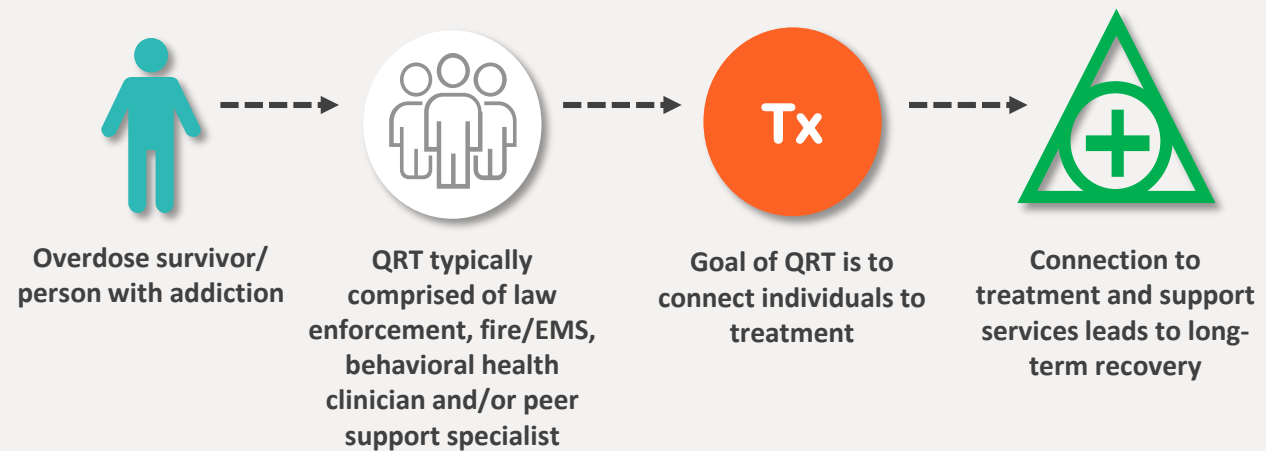 Tx
Overdose survivor/
person with addiction
QRT typically
comprised of law
enforcement, fire/EMS,
behavioral health
clinician and/or peer
support specialist
Goal of QRT is to
connect individuals to
treatment
Connection to
treatment and support
services leads to long-
term recovery